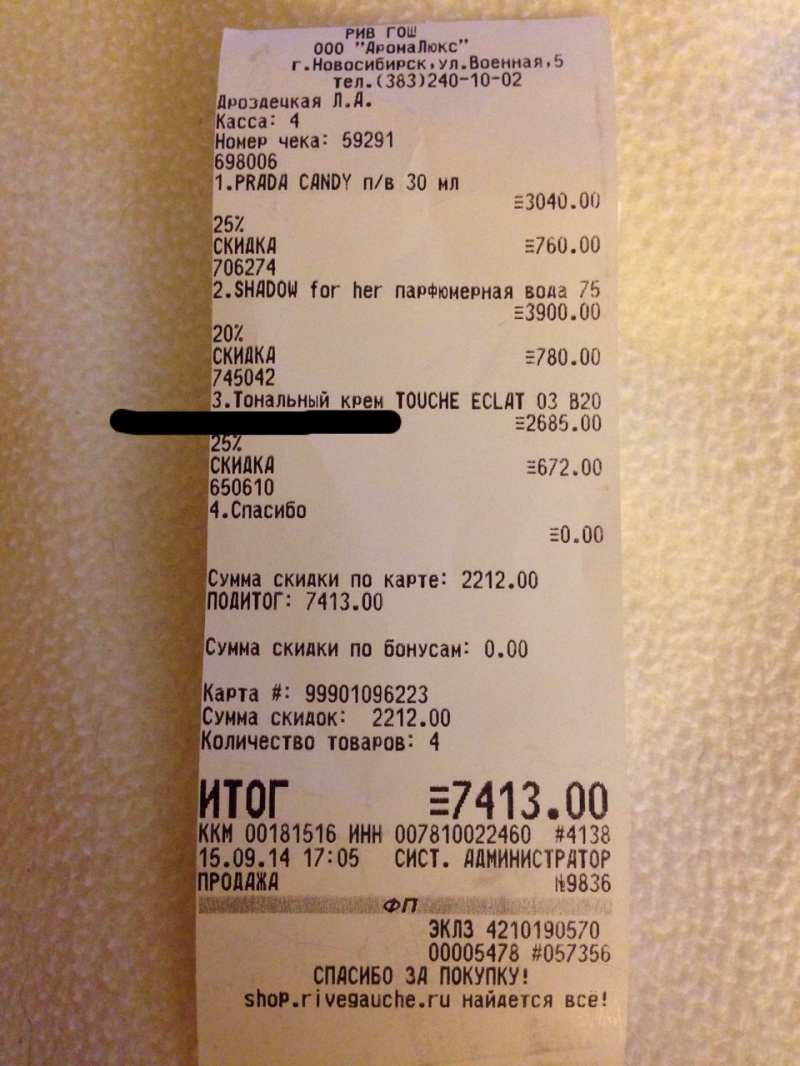 РИВ ГОШ
ООО "АромаЛюкс"
г.Новосибирск,ул.Военная,5
тел.(383)240-10-02
Дроздецкая Л.А.
Касса: 4
Номер чека: 59291
698006
1.PRADA CANDY п/в 30 мл
≡3040.00
25%
СКИДКА ≡760.00
706274
2.SHADOW for her парфюмерная вода 75
≡3900.00
20%
СКИДКА ≡780.00
745042
3.Тональный крем TOUCHE ECLAT 03 B20
≡2685.00
25%
СКИДКА ≡672.00
650610
4.Спасибо
≡0.00
Сумма скидки по карте: 2212.00
ПОДИТОГ: 7413.00
Сумма скидки по бонусам: 0.00
Карта #: 99901096223
Сумма скидок: 2212.00
Количество товаров: 4
ИТОГ ≡7413.00
ККМ 00181516 ИНН 007810022460 #4138
15.09.14 17:05 СИСТ. АДМИНИСТРАТОР
ПРОДАЖА №9836
ФП
ЭКЛЗ 4210190570
00005478 #057356
СПАСИБО ЗА ПОКУПКУ!
shop.rivegauche.ru найдется всё!